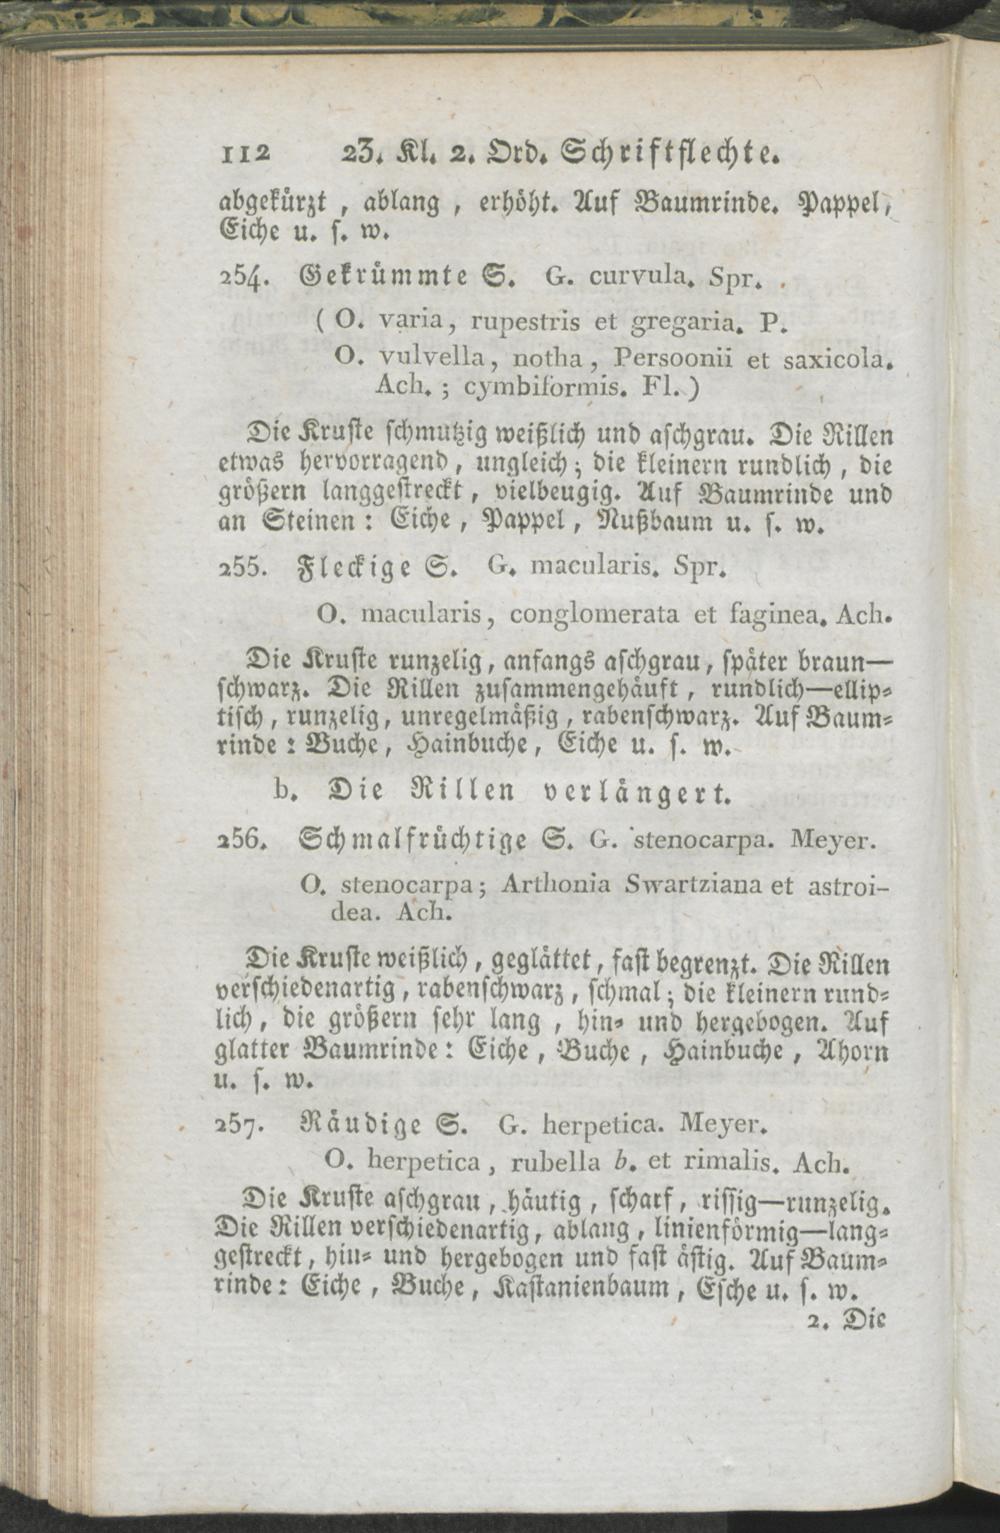 112 23. Kl. 2. Ord. Schriftflechte.
abgekürzt , ablang , erhöht. Auf Baumrinde. Pappel,
Eiche u. s. w.
254. Gekrümmte S. G. curvula. Spr.
( O. varia, rupestris et gregaria. P.
O. vulvella, notha, Persoonii et saxicola.
Ach. ; cymbiformis. Fl.)
Die Kruste schmutzig weißlich und aschgrau. Die Rillen
etwas hervorragend, ungleich; die kleinern rundlich, die
größern langgestreckt, vielbeugig. Auf Baumrinde und
an Steinen: Eiche, Pappel, Nußbaum u. s. w.
255. Fleckige S. G. macularis. Spr.
O. macularis, conglomerata et faginea. Ach.
Die Kruste runzelig, anfangs aschgrau, später braun—
schwarz. Die Rillen zusammengehäuft, rundlich—ellip-
tisch, runzelig, unregelmäßig, rabenschwarz. Auf Baum-
rinde: Buche, Hainbuche, Eiche u. s. w.
b. Die Rillen verlängert.
256. Schmalfrüchtige S. G. stenocarpa. Meyer.
O. stenocarpa; Arthonia Swartziana et astroi-
dea. Ach.
Die Kruste weißlich, geglättet, fast begrenzt. Die Rillen
verschiedenartig, rabenschwarz, schmal; die kleinern rund-
lich, die größern sehr lang, hin- und hergebogen. Auf
glatter Baumrinde: Eiche, Buche, Hainbuche, Ahorn
u. s. w.
257. Räudige S. G. herpetica. Meyer.
O. herpetica, rubella b. et rimalis. Ach.
Die Kruste aschgrau, häutig, scharf, rissig—runzelig.
Die Rillen verschiedenartig, ablang, linienförmig—lang-
gestreckt, hin- und hergebogen und fast ästig. Auf Baum-
rinde: Eiche, Buche, Kastanienbaum, Esche u. s. w.
2. Die